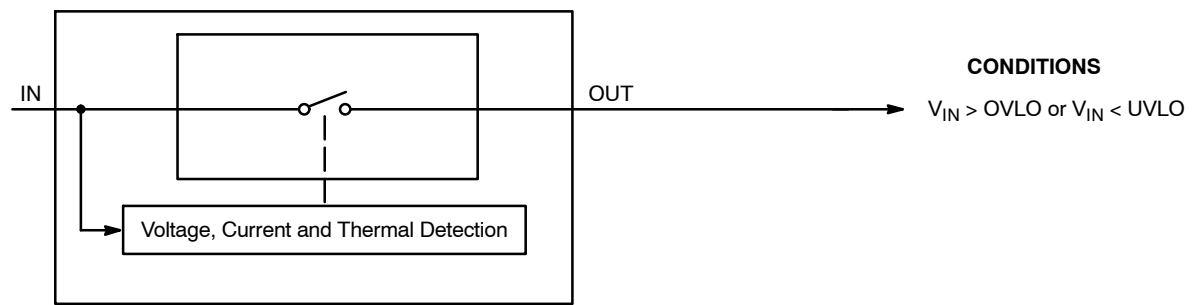 IN
OUT
CONDITIONS
V_IN > OVLO or V_IN < UVLO
Voltage, Current and Thermal Detection